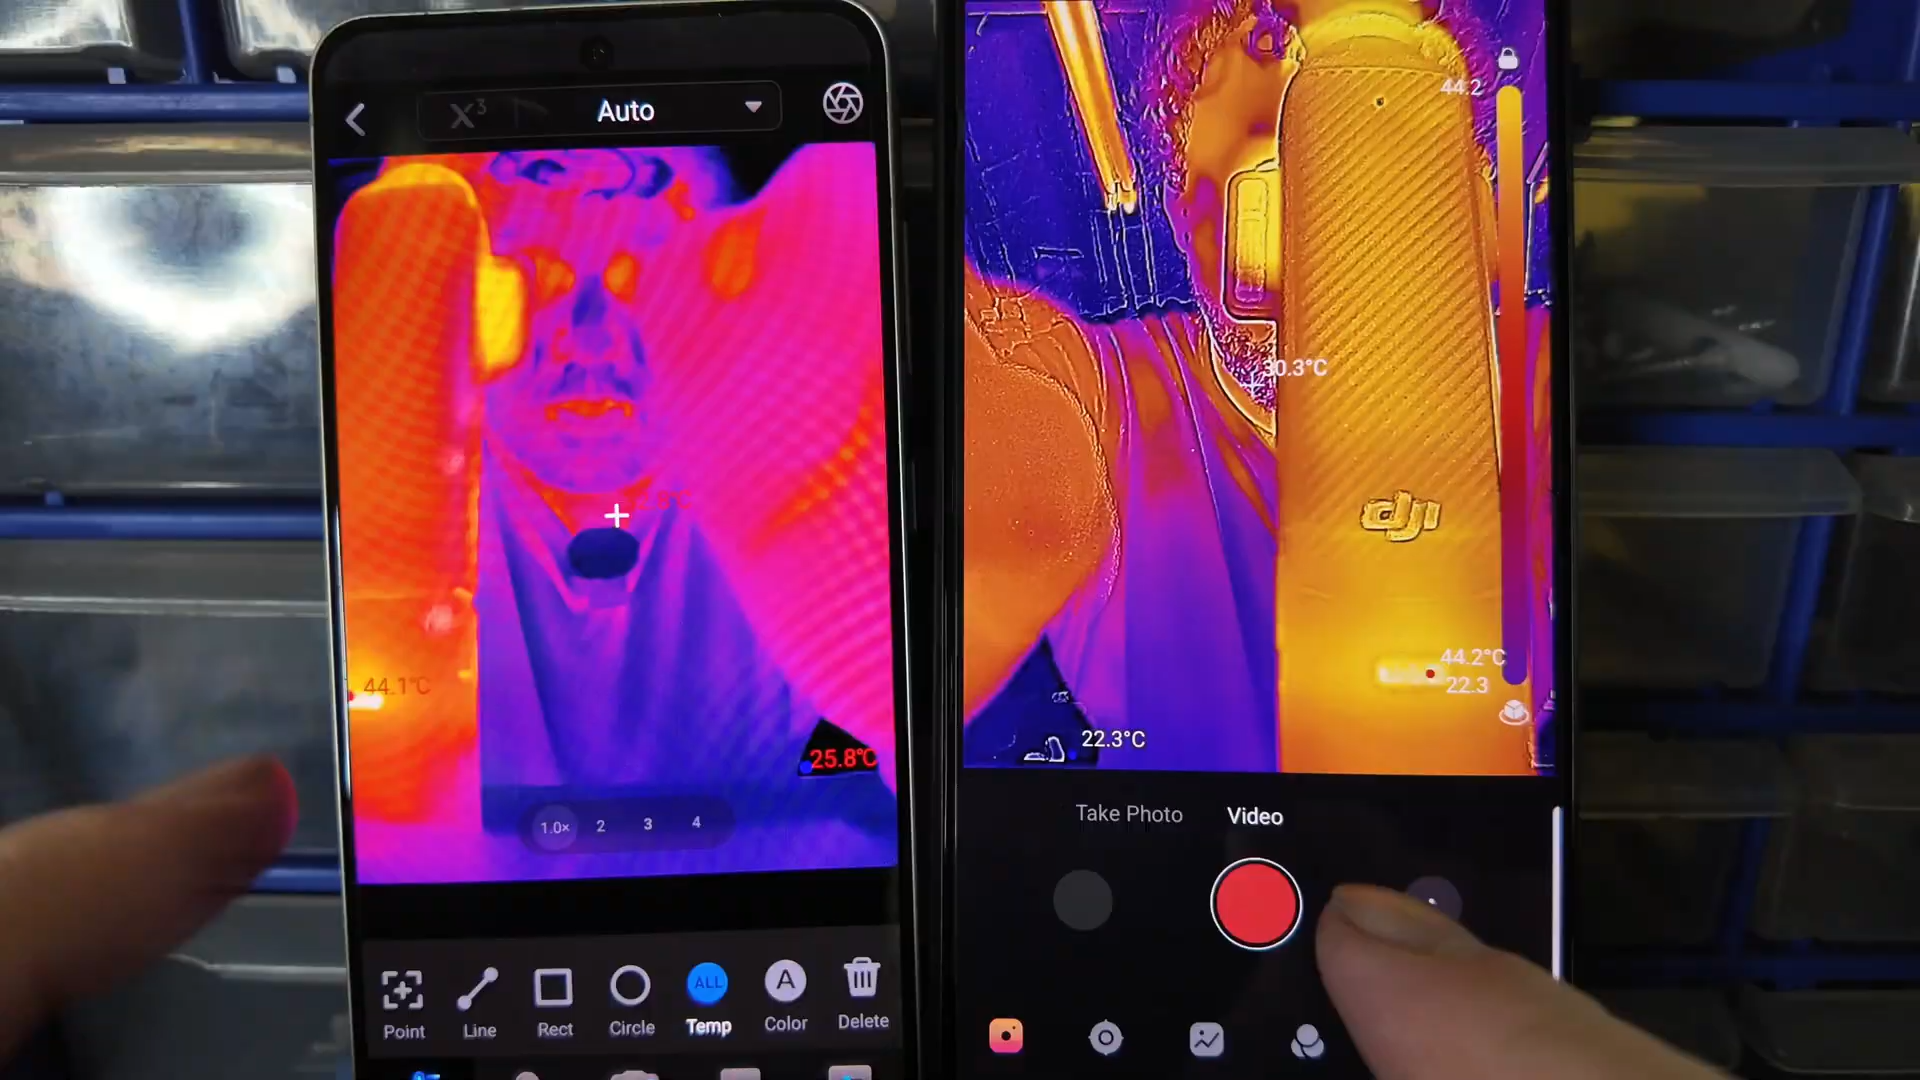 X³
Auto
44.1°C
25.8°C
1.0×
2
3
4
Point
Line
Rect
Circle
ALL
Temp
A
Color
Delete
44.2
30.3°C
dji
44.2°C
22.3
22.3°C
Take Photo
Video